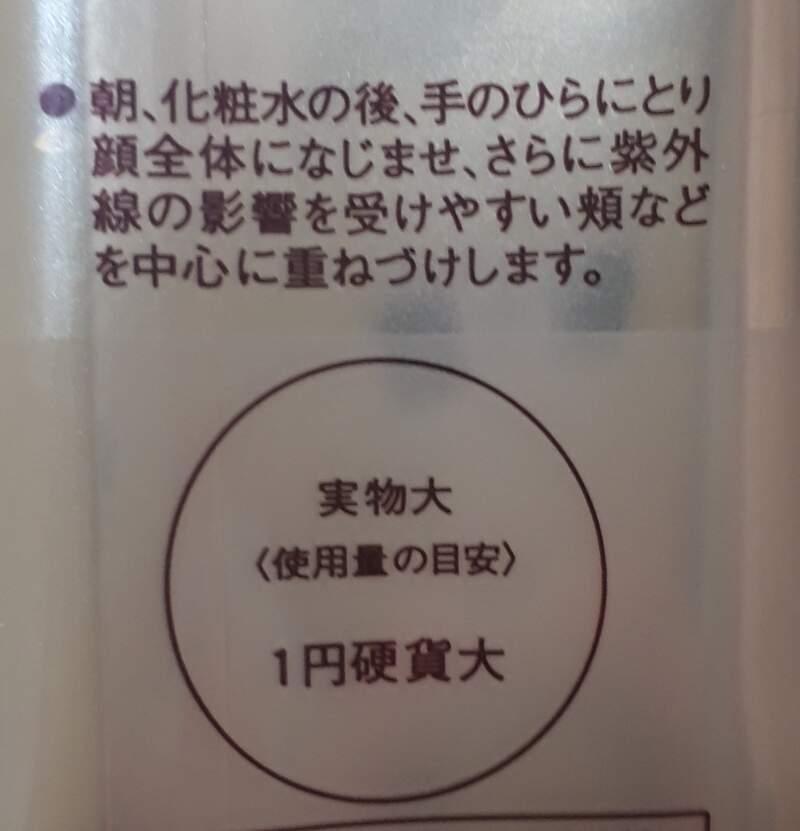 ●朝、化粧水の後、手のひらにとり
顔全体になじませ、さらに紫外
線の影響を受けやすい頬など
を中心に重ねづけします。
実物大
〈使用量の目安〉
1円硬貨大